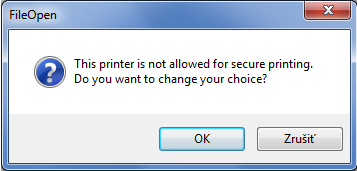 FileOpen
This printer is not allowed for secure printing.
Do you want to change your choice?
OK
Zrušiť